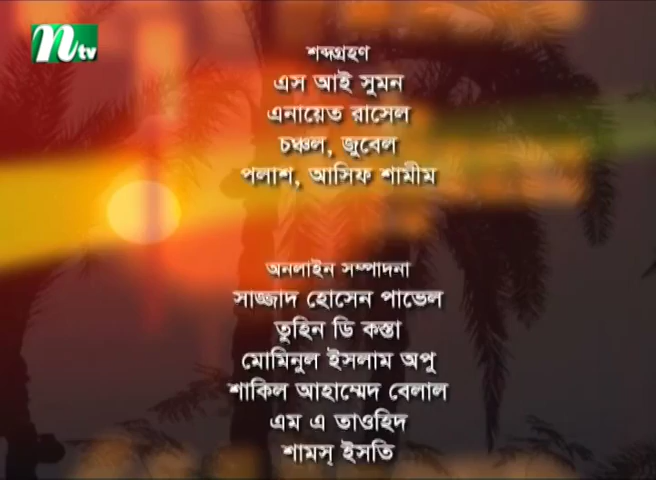 ntv
শব্দগ্রহণ
এস আই সুমন
এনায়েত রাসেল
চঞ্চল, জুবেল
পলাশ, আসিফ শামীম
অনলাইন সম্পাদনা
সাজ্জাদ হোসেন পাভেল
তুহিন ডি কস্তা
মোমিনুল ইসলাম অপু
শাকিল আহাম্মেদ বেলাল
এম এ তাওহিদ
শামস্ ইসতি